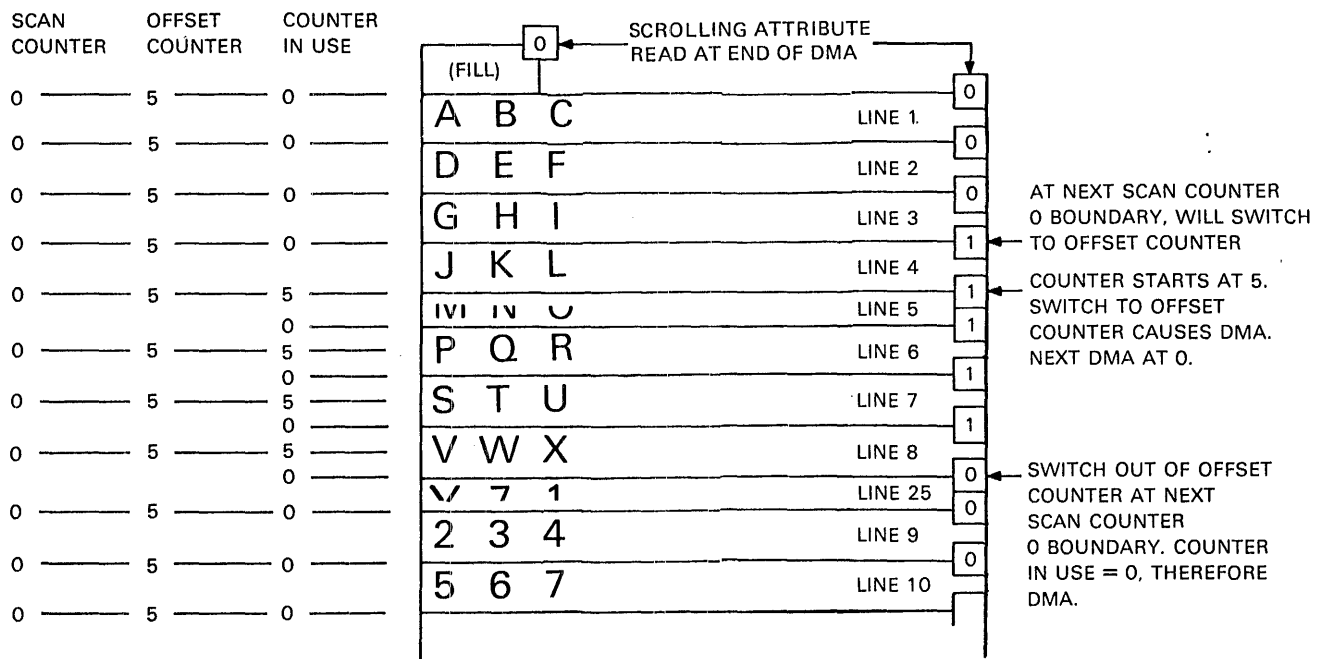 SCAN COUNTER
OFFSET COUNTER
COUNTER IN USE
0
SCROLLING ATTRIBUTE
READ AT END OF DMA
(FILL)
0 5 0
0
A B C LINE 1.
0 5 0
0
D E F LINE 2
0 5 0
0
G H I LINE 3
0 5 0
1
AT NEXT SCAN COUNTER
0 BOUNDARY, WILL SWITCH
TO OFFSET COUNTER
J K L LINE 4
0 5 5
1
COUNTER STARTS AT 5.
SWITCH TO OFFSET
COUNTER CAUSES DMA.
NEXT DMA AT 0.
M N O LINE 5
0
1
P Q R LINE 6
0 5 5
0
1
S T U LINE 7
0 5 5
0
1
V W X LINE 8
0 5 5
0
0
SWITCH OUT OF OFFSET
COUNTER AT NEXT
SCAN COUNTER
0 BOUNDARY. COUNTER
IN USE = 0, THEREFORE
DMA.
Y Z 1 LINE 25
0 5 0
0
2 3 4 LINE 9
0 5 0
0
5 6 7 LINE 10
0 5 0